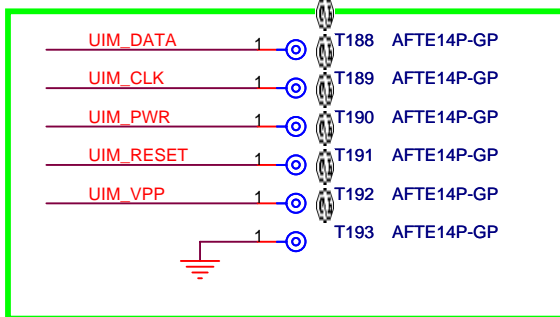 UIM_DATA 1 T188 AFTE14P-GP
UIM_CLK 1 T189 AFTE14P-GP
UIM_PWR 1 T190 AFTE14P-GP
UIM_RESET 1 T191 AFTE14P-GP
UIM_VPP 1 T192 AFTE14P-GP
1 T193 AFTE14P-GP